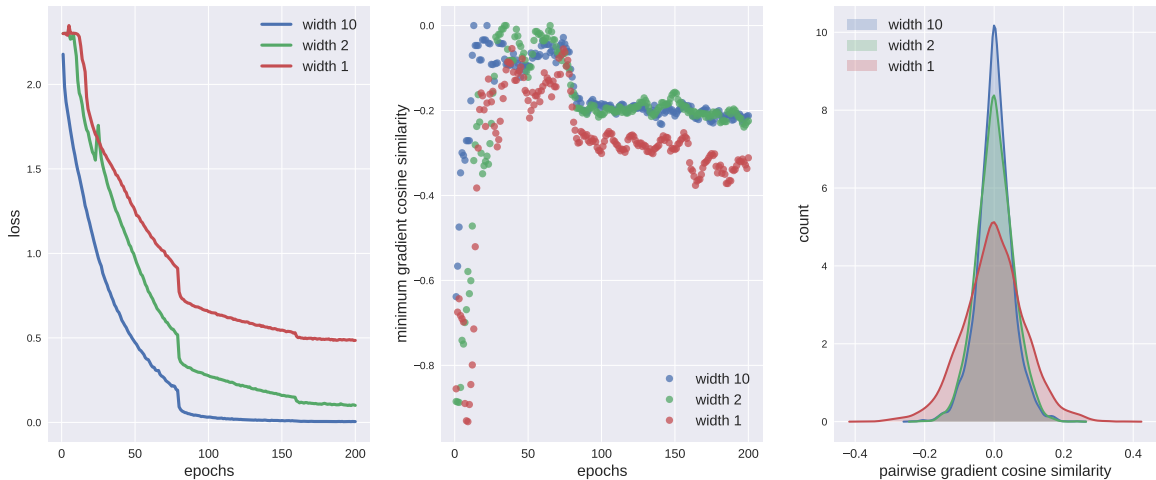 loss
2.0
1.5
1.0
0.5
0.0
width 10
width 2
width 1
0 50 100 150 200
epochs
minimum gradient cosine similarity
0.0
−0.2
−0.4
−0.6
−0.8
width 10
width 2
width 1
0 50 100 150 200
epochs
count
10
8
6
4
2
0
width 10
width 2
width 1
−0.4 −0.2 0.0 0.2 0.4
pairwise gradient cosine similarity